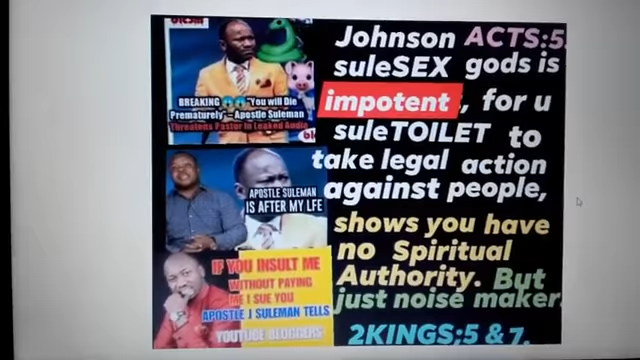 BREAKING "You will Die
Prematurely" - Apostle Suleman
Threatens Pastor In Leaked Audio
APOSTLE SULEMAN
IS AFTER MY LFE
IF YOU INSULT ME
WITHOUT PAYING
ME I SUE YOU
APOSTLE J SULEMAN TELLS
YOUTUBE BLOGGERS
Johnson ACTS:5
suleSEX gods is
impotent, for u
suleTOILET to
take legal action
against people,
shows you have
no Spiritual
Authority. But
just noise maker.
2KINGS;5 & 7.